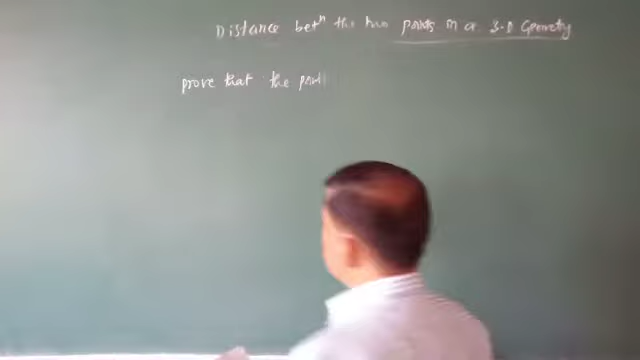 Distance betn the two points in a 3-D Geometry
prove that the